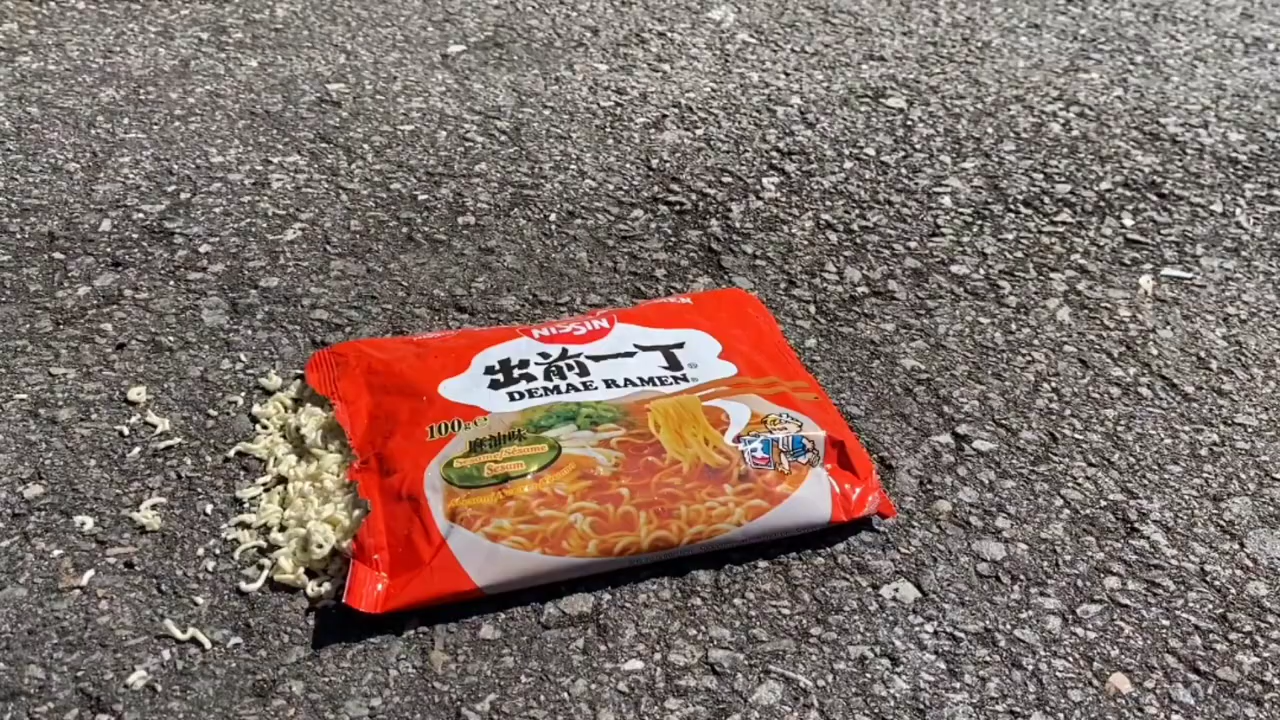 NISSIN
出前一丁
DEMAE RAMEN
100g e
麻油味
Sesame/Sésame
Sesam